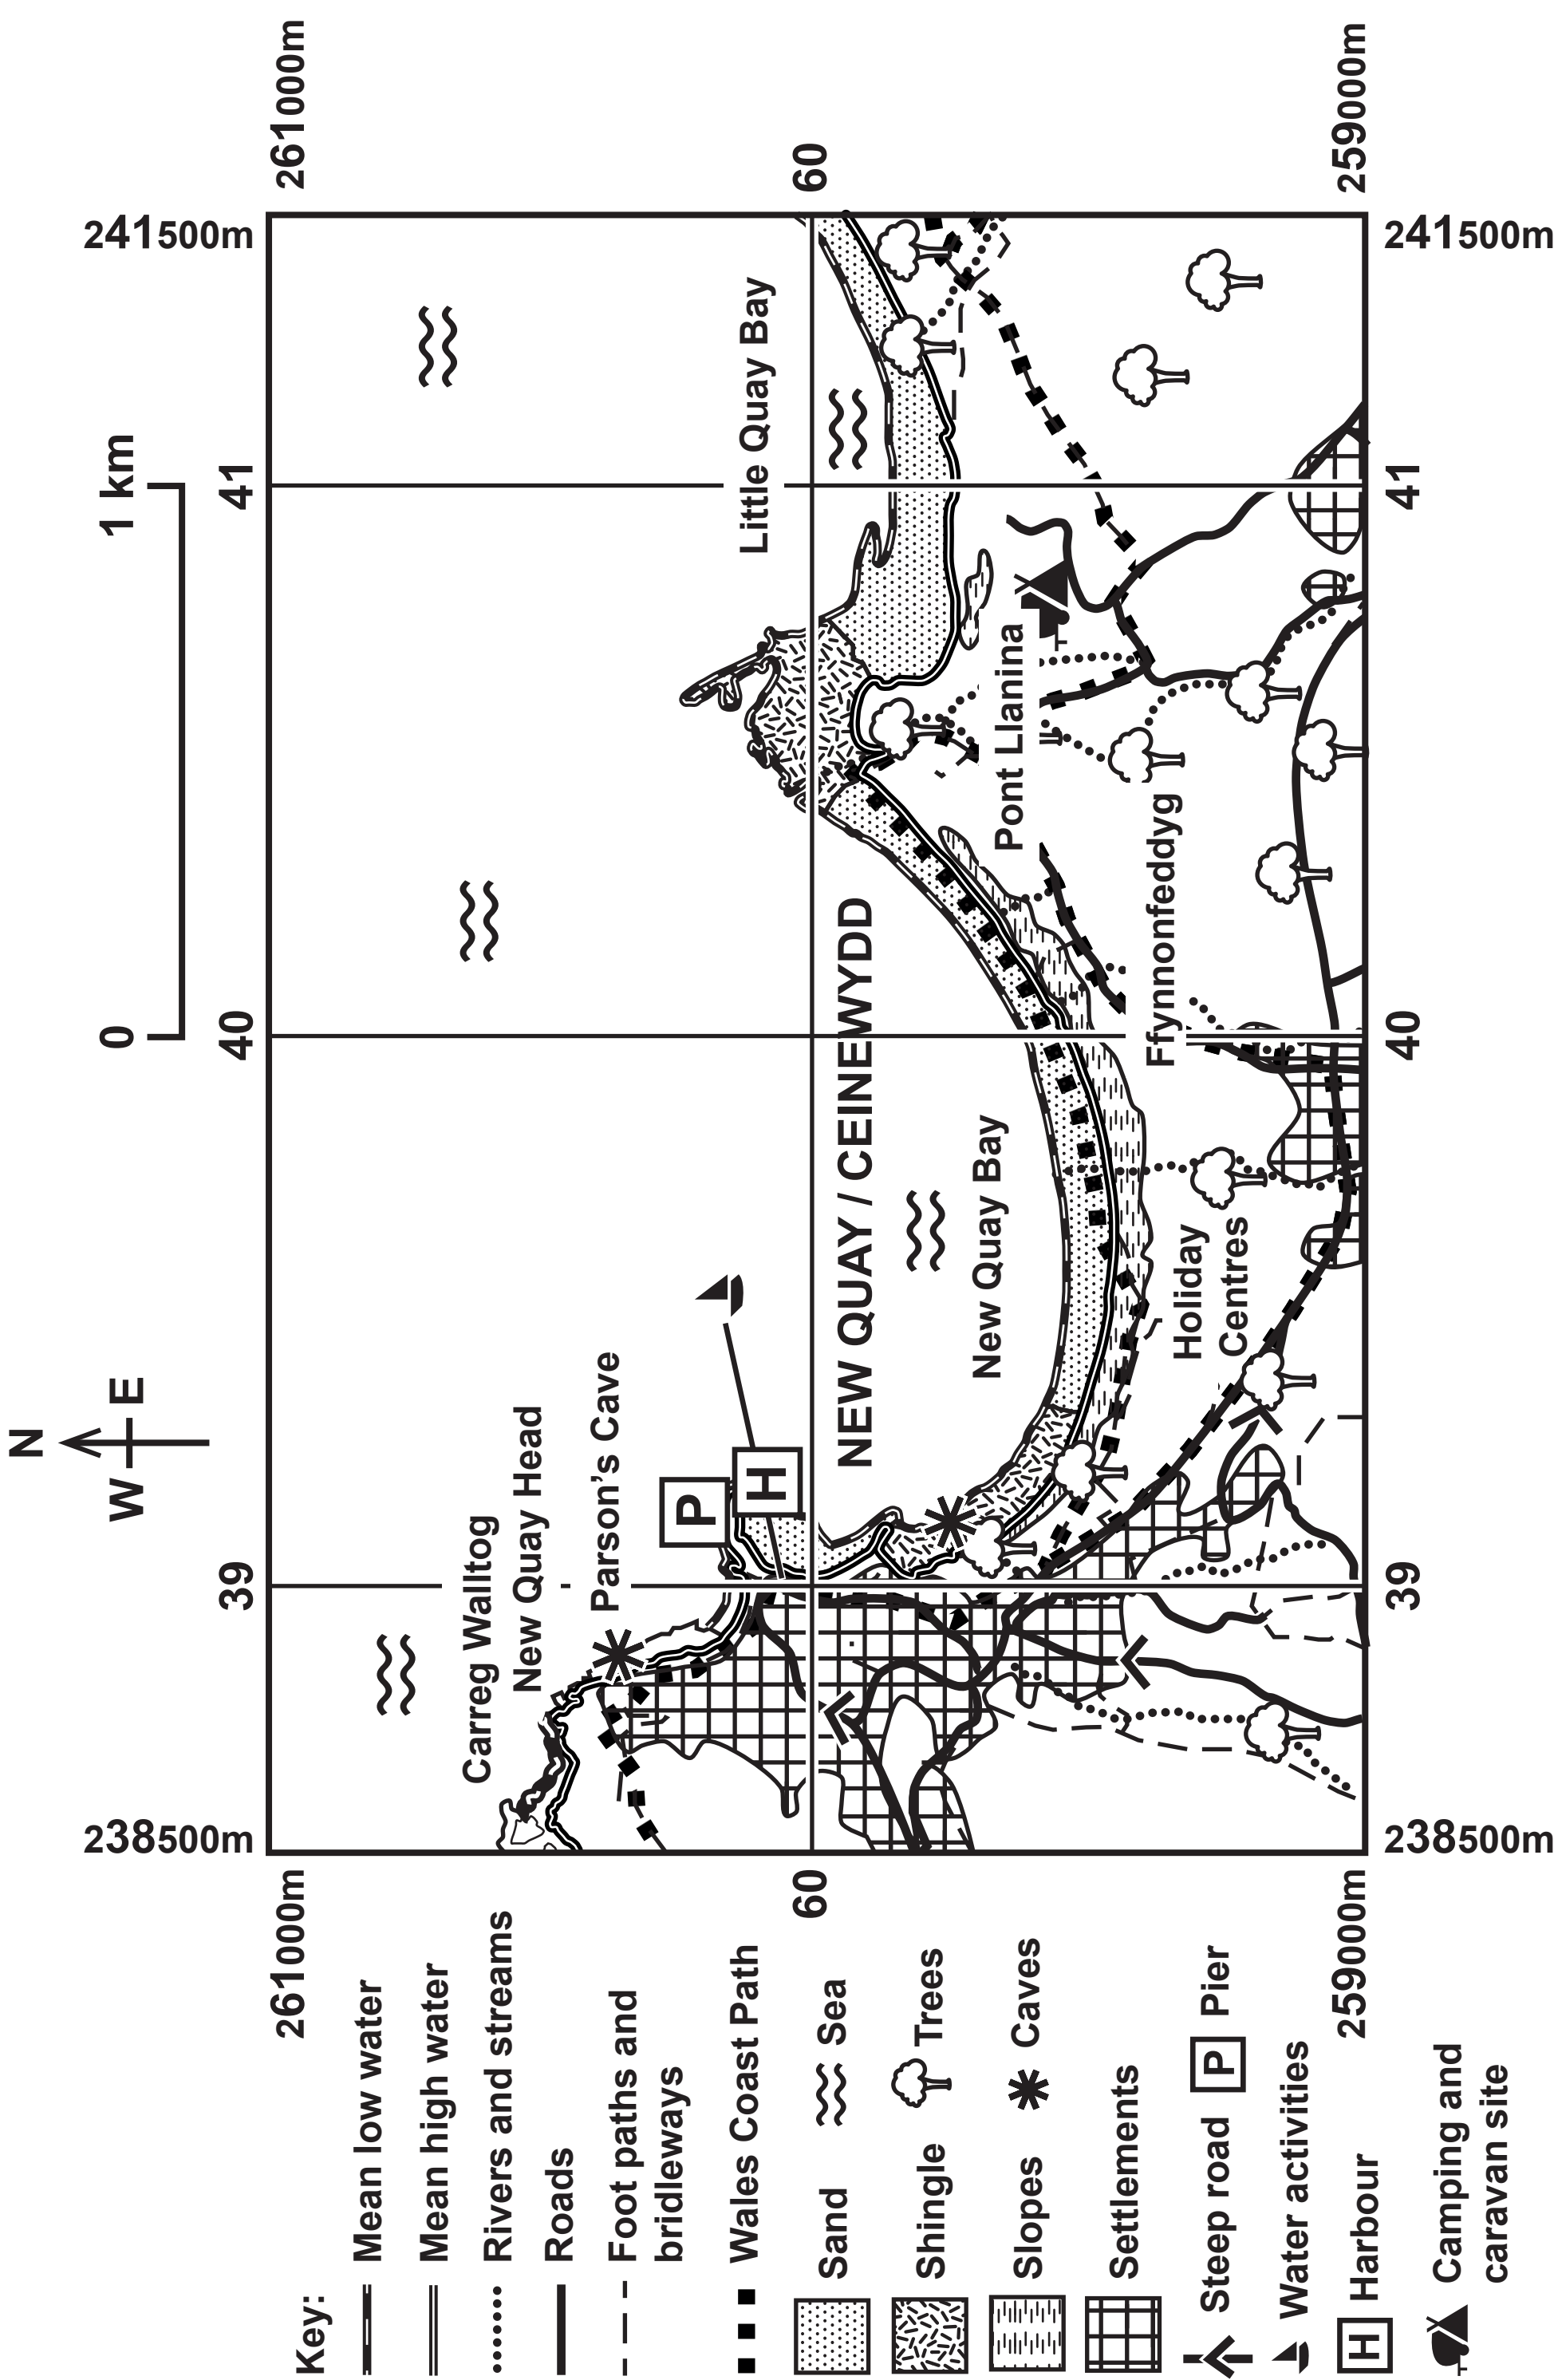 N
W E
0 1 km
238500m 39 40 41 241500m
261000m
261000m
Carreg Walltog
New Quay Head
Parson's Cave
P
H
Little Quay Bay
60
60
NEW QUAY / CEINEWYDD
New Quay Bay
Pont Llanina
Ffynnonfeddyg
Holiday
Centres
259000m
259000m
238500m 39 40 41 241500m
Key:
Mean low water
Mean high water
Rivers and streams
Roads
Foot paths and
bridleways
Wales Coast Path
Sand
Sea
Shingle
Trees
Slopes
Caves
Settlements
Steep road
P Pier
Water activities
H Harbour
Camping and
caravan site